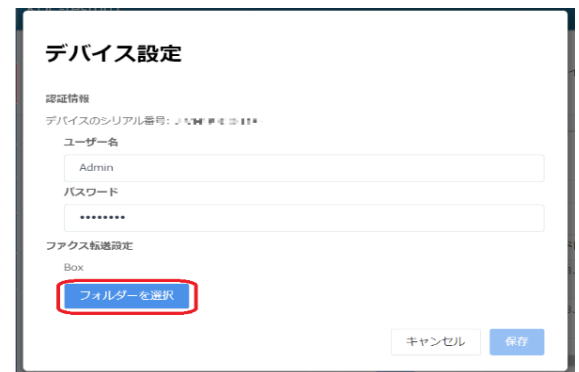 デバイス設定
認証情報
デバイスのシリアル番号:
ユーザー名
Admin
パスワード
••••••••
ファクス転送設定
Box
フォルダーを選択
キャンセル 保存